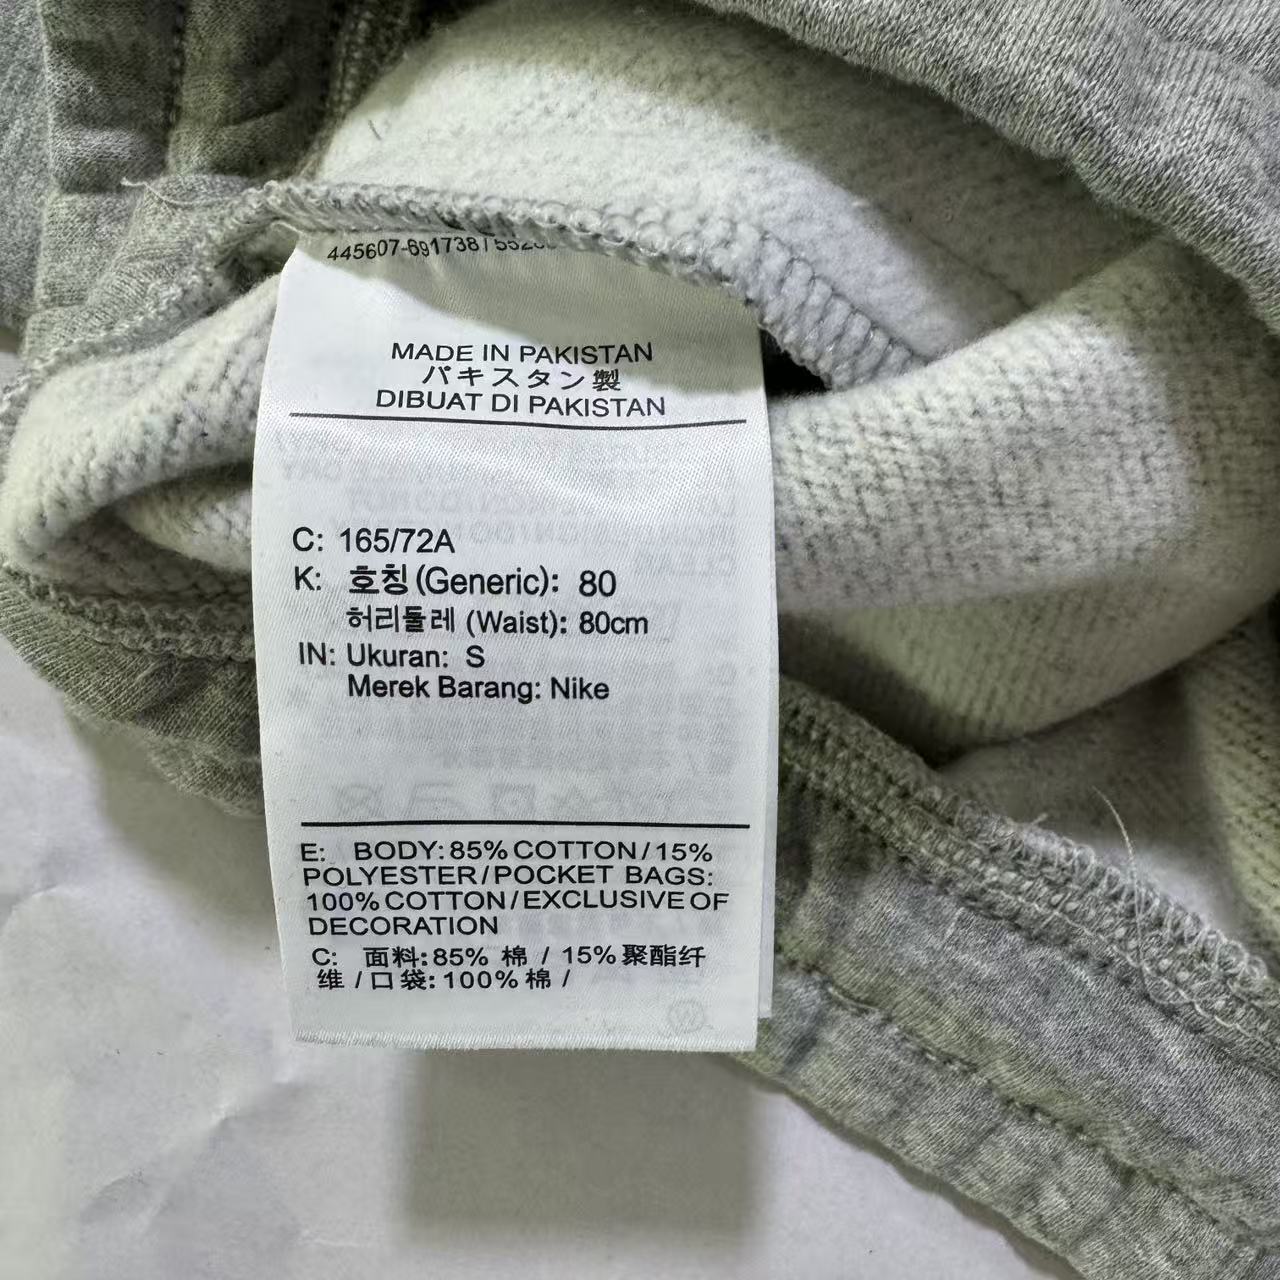 MADE IN PAKISTAN
パキスタン製
DIBUAT DI PAKISTAN
C: 165/72A
K: 호칭 (Generic): 80
허리둘레 (Waist): 80cm
IN: Ukuran: S
Merek Barang: Nike
E: BODY: 85% COTTON / 15%
POLYESTER / POCKET BAGS:
100% COTTON / EXCLUSIVE OF
DECORATION
C: 面料: 85% 棉 / 15% 聚酯纤
维 / 口袋: 100% 棉 /